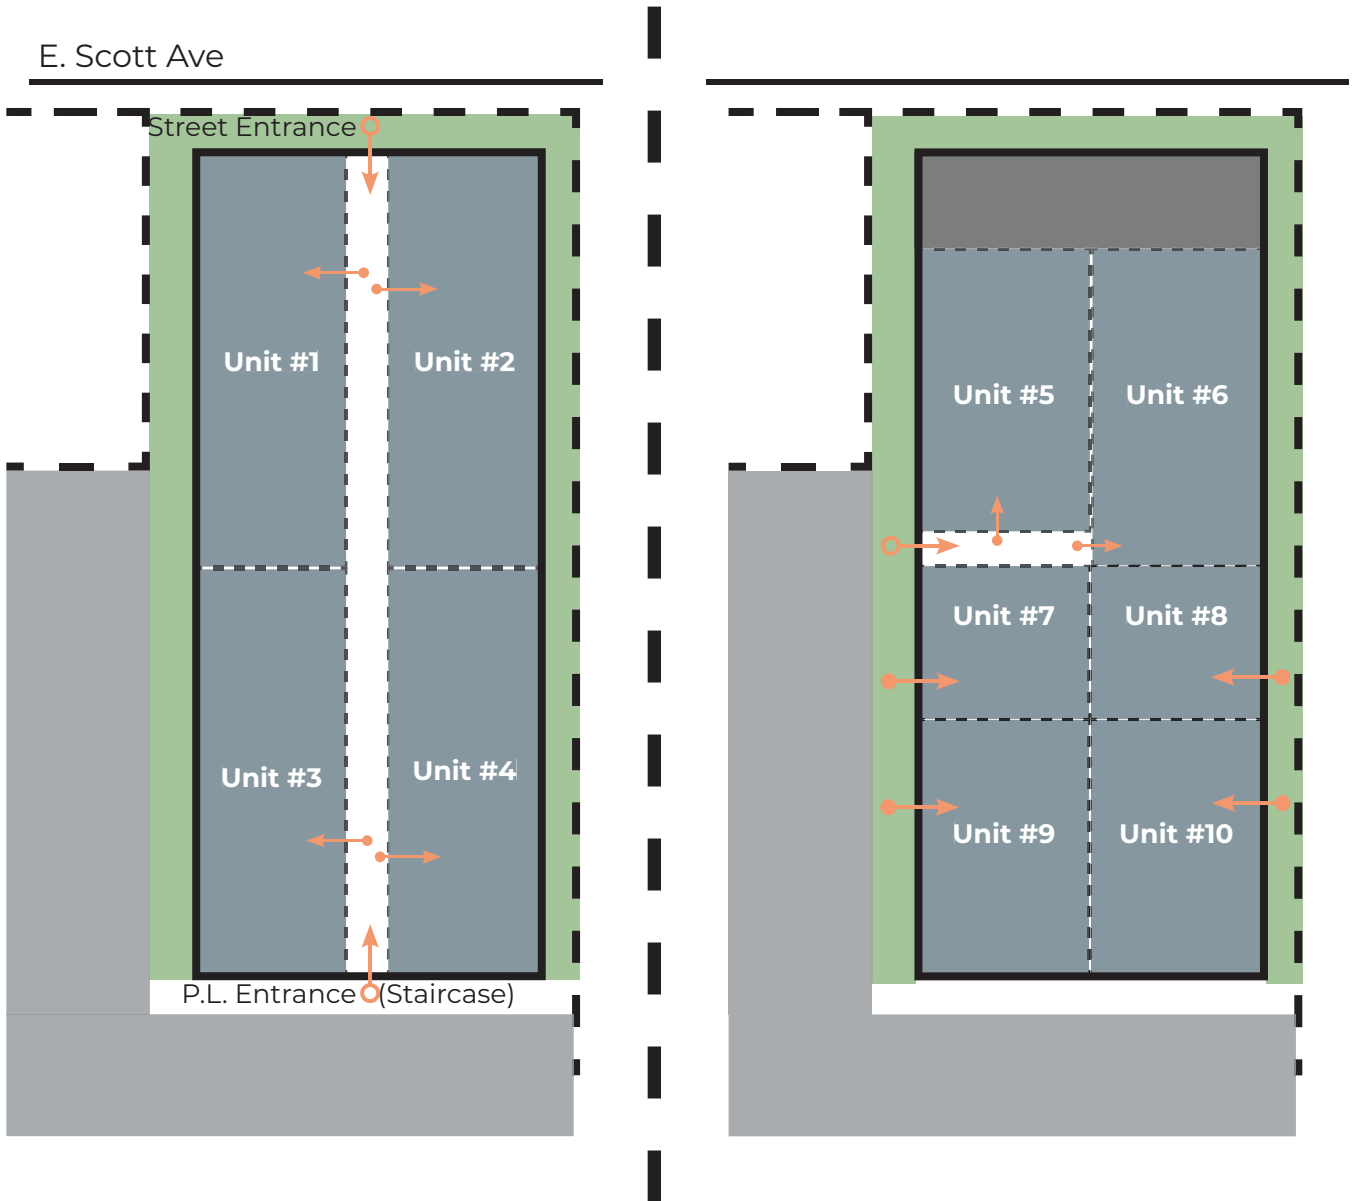 E. Scott Ave
Street Entrance
Unit #1
Unit #2
Unit #3
Unit #4
P.L. Entrance (Staircase)
Unit #5
Unit #6
Unit #7
Unit #8
Unit #9
Unit #10